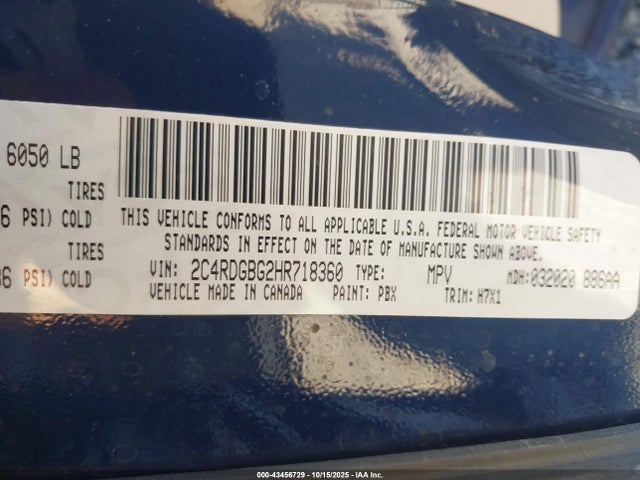 6050 LB
TIRES
6 PSI) COLD
TIRES
36 PSI) COLD
THIS VEHICLE CONFORMS TO ALL APPLICABLE U.S.A. FEDERAL MOTOR VEHICLE SAFETY
STANDARDS IN EFFECT ON THE DATE OF MANUFACTURE SHOWN ABOVE.
VIN: 2C4RDGBG2HR718360 TYPE: MPV MDH:032020 886AA
VEHICLE MADE IN CANADA PAINT: PBX TRIM: H7X1
000-43456729 - 10/15/2025 - IAA Inc.